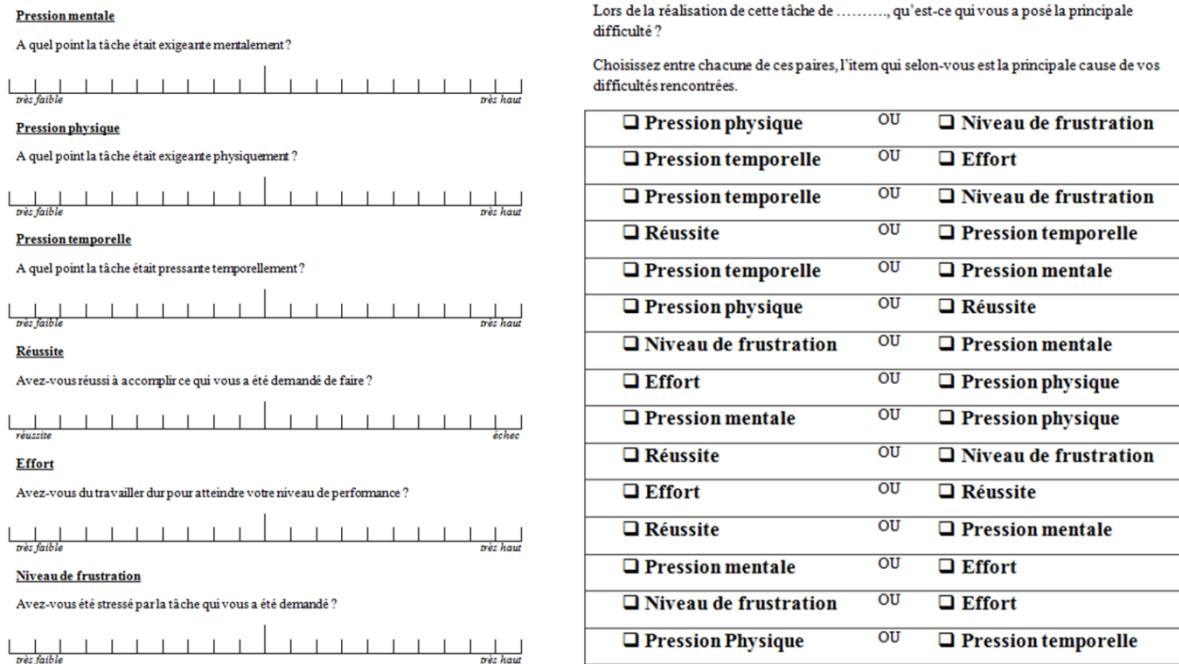 Pression mentale
A quel point la tâche était exigeante mentalement ?
très faible très haut
Pression physique
A quel point la tâche était exigeante physiquement ?
très faible très haut
Pression temporelle
A quel point la tâche était pressante temporellement ?
très faible très haut
Réussite
Avez-vous réussi à accomplir ce qui vous a été demandé de faire ?
réussite échec
Effort
Avez-vous du travailler dur pour atteindre votre niveau de performance ?
très faible très haut
Niveau de frustration
Avez-vous été stressé par la tâche qui vous a été demandé ?
très faible très haut
Lors de la réalisation de cette tâche de ………., qu’est-ce qui vous a posé la principale
difficulté ?
Choisissez entre chacune de ces paires, l’item qui selon-vous est la principale cause de vos
difficultés rencontrées.
❑ Pression physique OU ❑ Niveau de frustration
❑ Pression temporelle OU ❑ Effort
❑ Pression temporelle OU ❑ Niveau de frustration
❑ Réussite OU ❑ Pression temporelle
❑ Pression temporelle OU ❑ Pression mentale
❑ Pression physique OU ❑ Réussite
❑ Niveau de frustration OU ❑ Pression mentale
❑ Effort OU ❑ Pression physique
❑ Pression mentale OU ❑ Pression physique
❑ Réussite OU ❑ Niveau de frustration
❑ Effort OU ❑ Réussite
❑ Réussite OU ❑ Pression mentale
❑ Pression mentale OU ❑ Effort
❑ Niveau de frustration OU ❑ Effort
❑ Pression Physique OU ❑ Pression temporelle